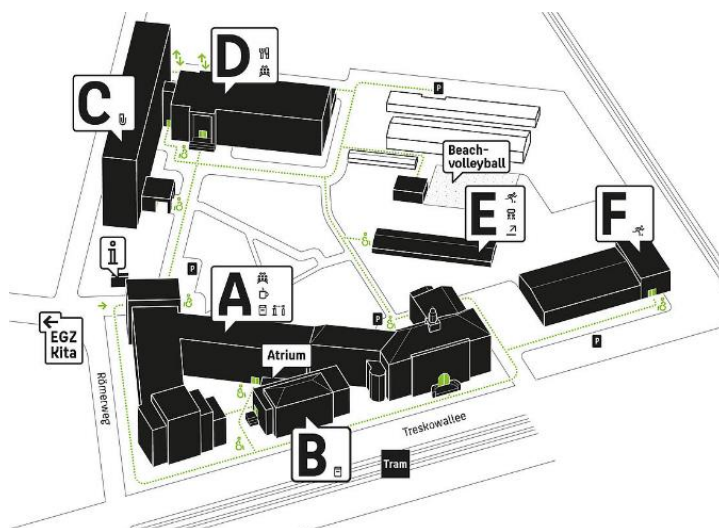 D
C
P
Beach-
volleyball
E
F
i
P
A
EGZ
Kita
P
Atrium
P
Römerweg
Treskowallee
B
Tram